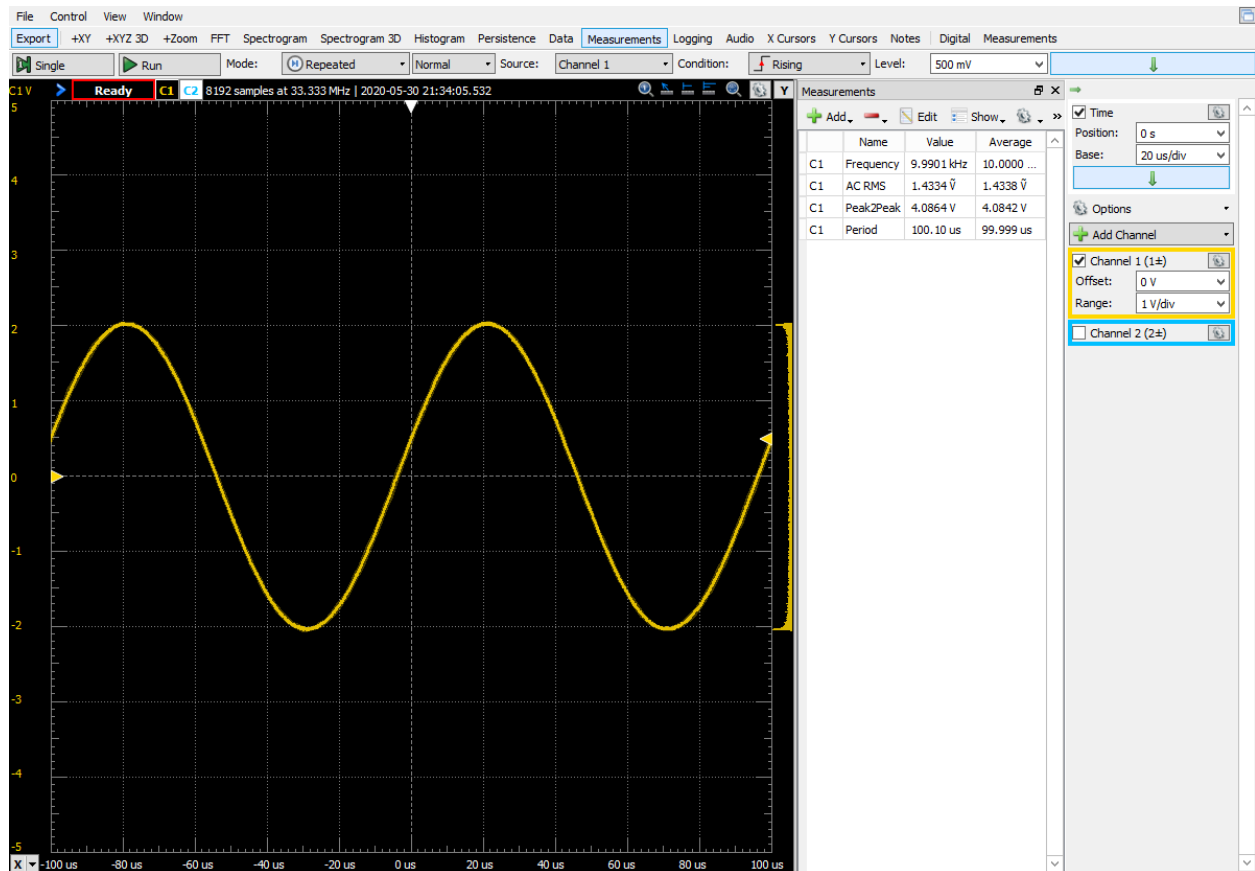 File Control View Window
Export +XY +XYZ 3D +Zoom FFT Spectrogram Spectrogram 3D Histogram Persistence Data Measurements Logging Audio X Cursors Y Cursors Notes Digital Measurements
Single Run Mode: Repeated Normal Source: Channel 1 Condition: Rising Level: 500 mV
C1 V Ready C1 C2 8192 samples at 33.333 MHz | 2020-05-30 21:34:05.532 Y
5
4
3
2
1
0
-1
-2
-3
-4
-5
X -100 us -80 us -60 us -40 us -20 us 0 us 20 us 40 us 60 us 80 us 100 us
Measurements
Add Edit Show »
Name Value Average
C1 Frequency 9.9901 kHz 10.0000 ...
C1 AC RMS 1.4334 Ṽ 1.4338 Ṽ
C1 Peak2Peak 4.0864 V 4.0842 V
C1 Period 100.10 us 99.999 us
Time
Position: 0 s
Base: 20 us/div
Options
Add Channel
Channel 1 (1±)
Offset: 0 V
Range: 1 V/div
Channel 2 (2±)